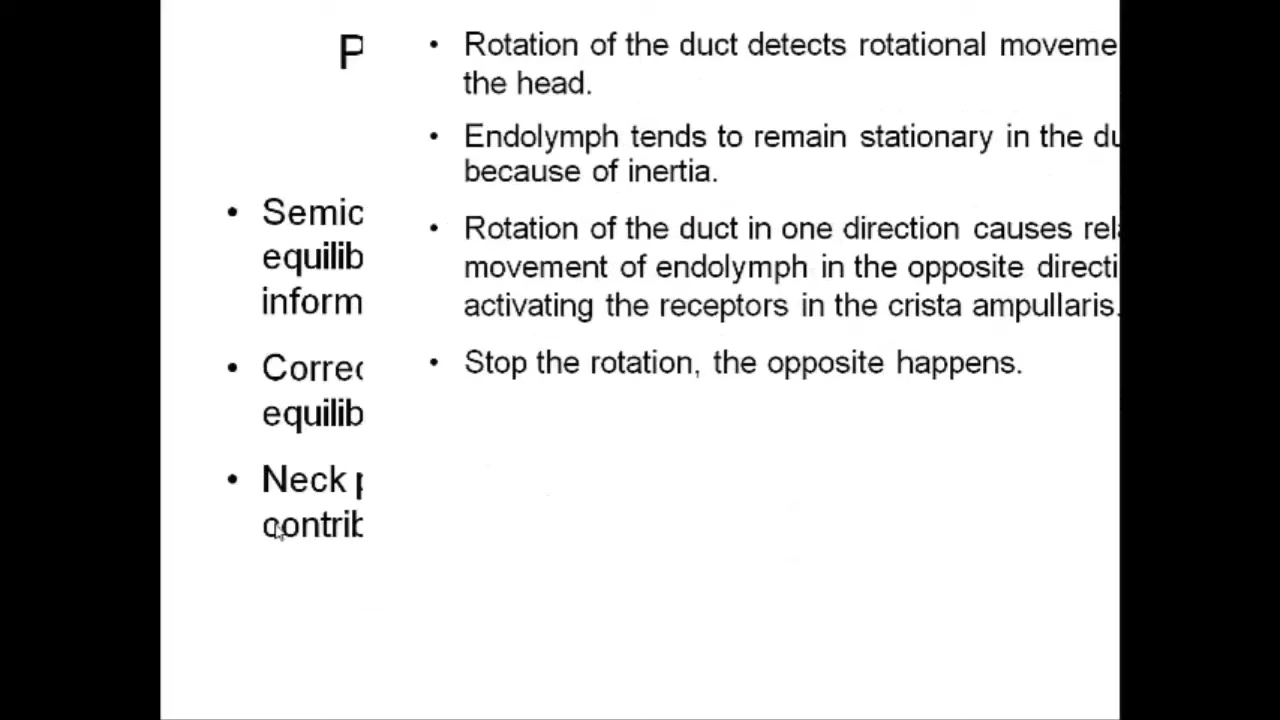 P
• Semic
equilib
inform
• Correc
equilib
• Neck p
contrib
• Rotation of the duct detects rotational moveme
the head.
• Endolymph tends to remain stationary in the du
because of inertia.
• Rotation of the duct in one direction causes rel
movement of endolymph in the opposite directi
activating the receptors in the crista ampullaris.
• Stop the rotation, the opposite happens.